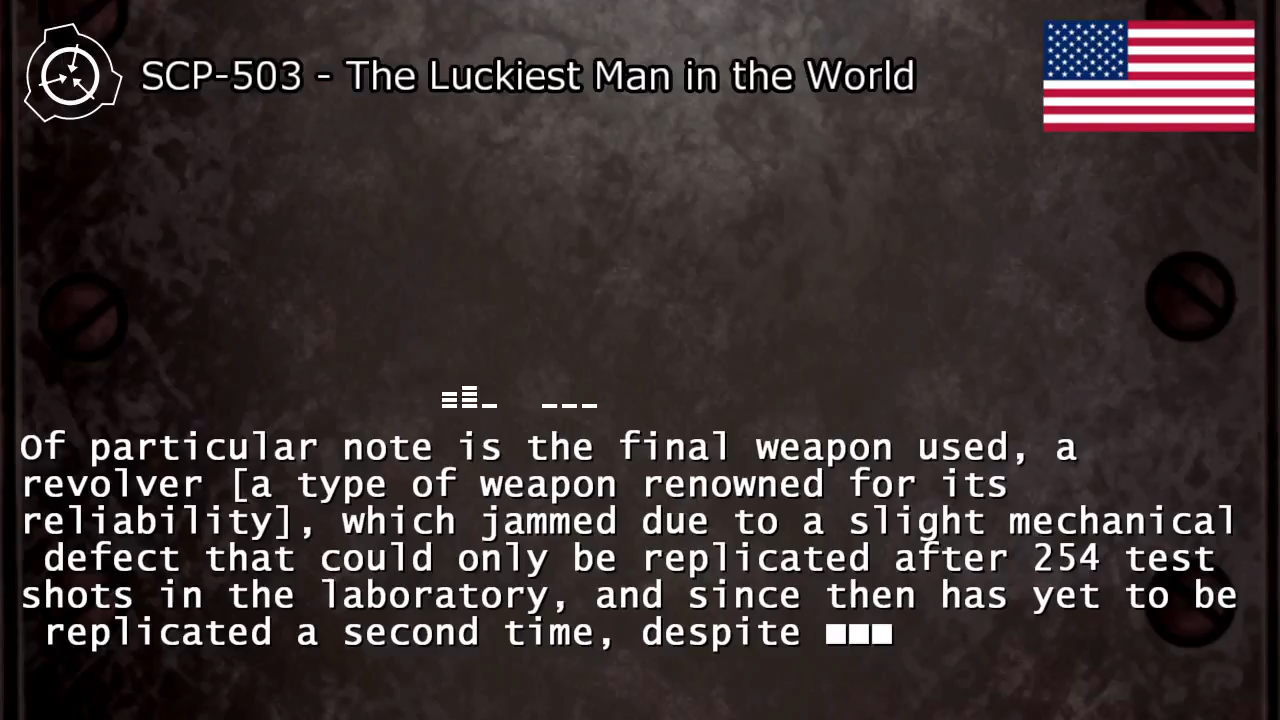 SCP-503 - The Luckiest Man in the World
Of particular note is the final weapon used, a
revolver [a type of weapon renowned for its
reliability], which jammed due to a slight mechanical
defect that could only be replicated after 254 test
shots in the laboratory, and since then has yet to be
replicated a second time, despite ■■■